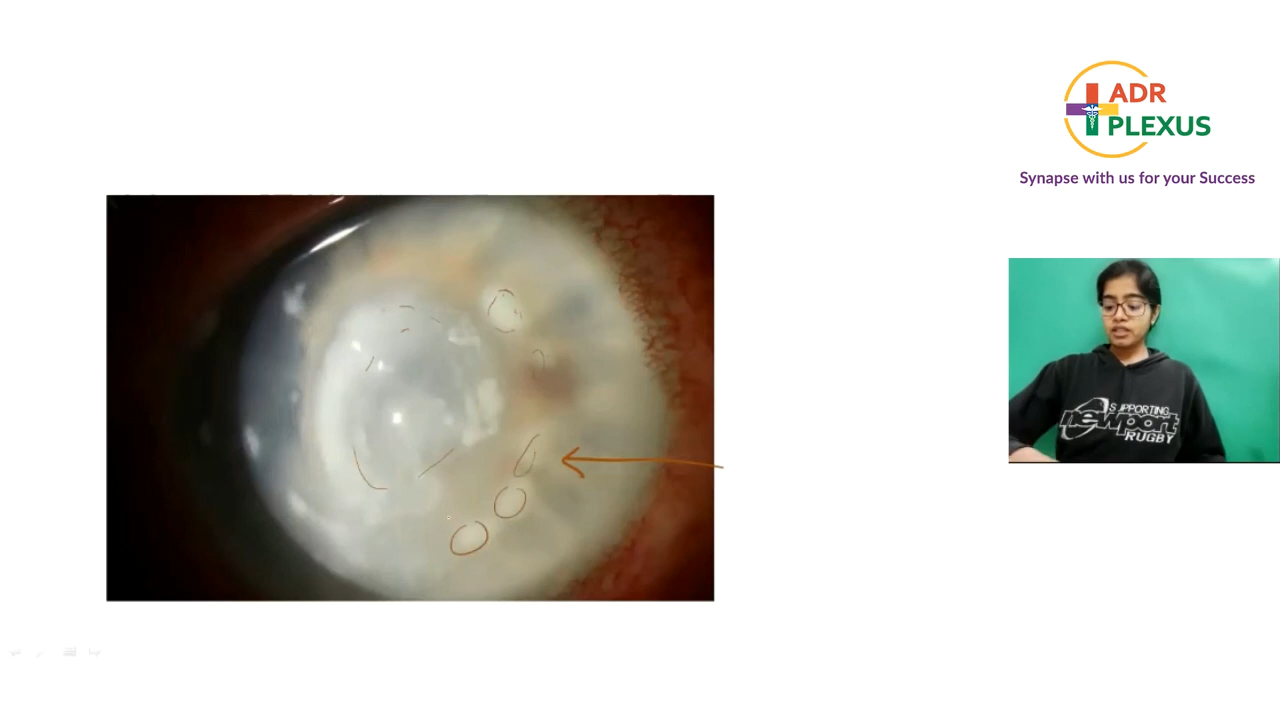 ADR
PLEXUS
Synapse with us for your Success
SUPPORTING
newport
RUGBY